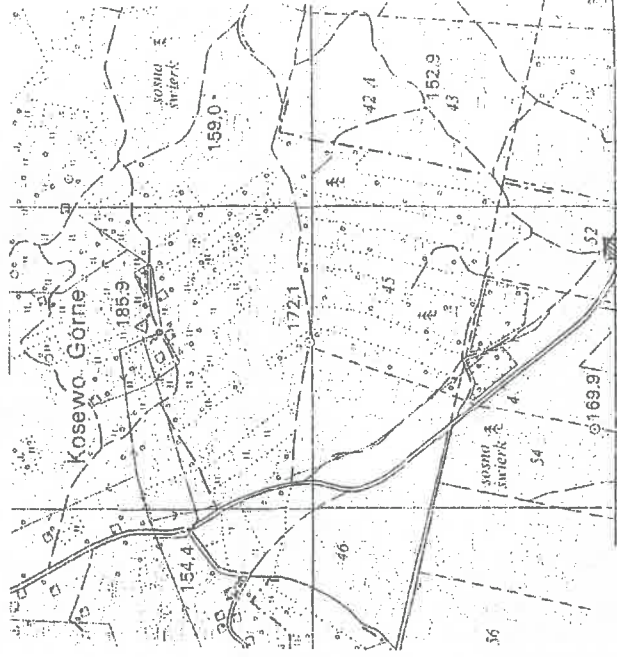 sosna
świerk
159,0
42 A
152,9
43
Kosewo Górne
185,9
172,1
45
52
154,4
46
4
sosna
świerk
54
169,9
56